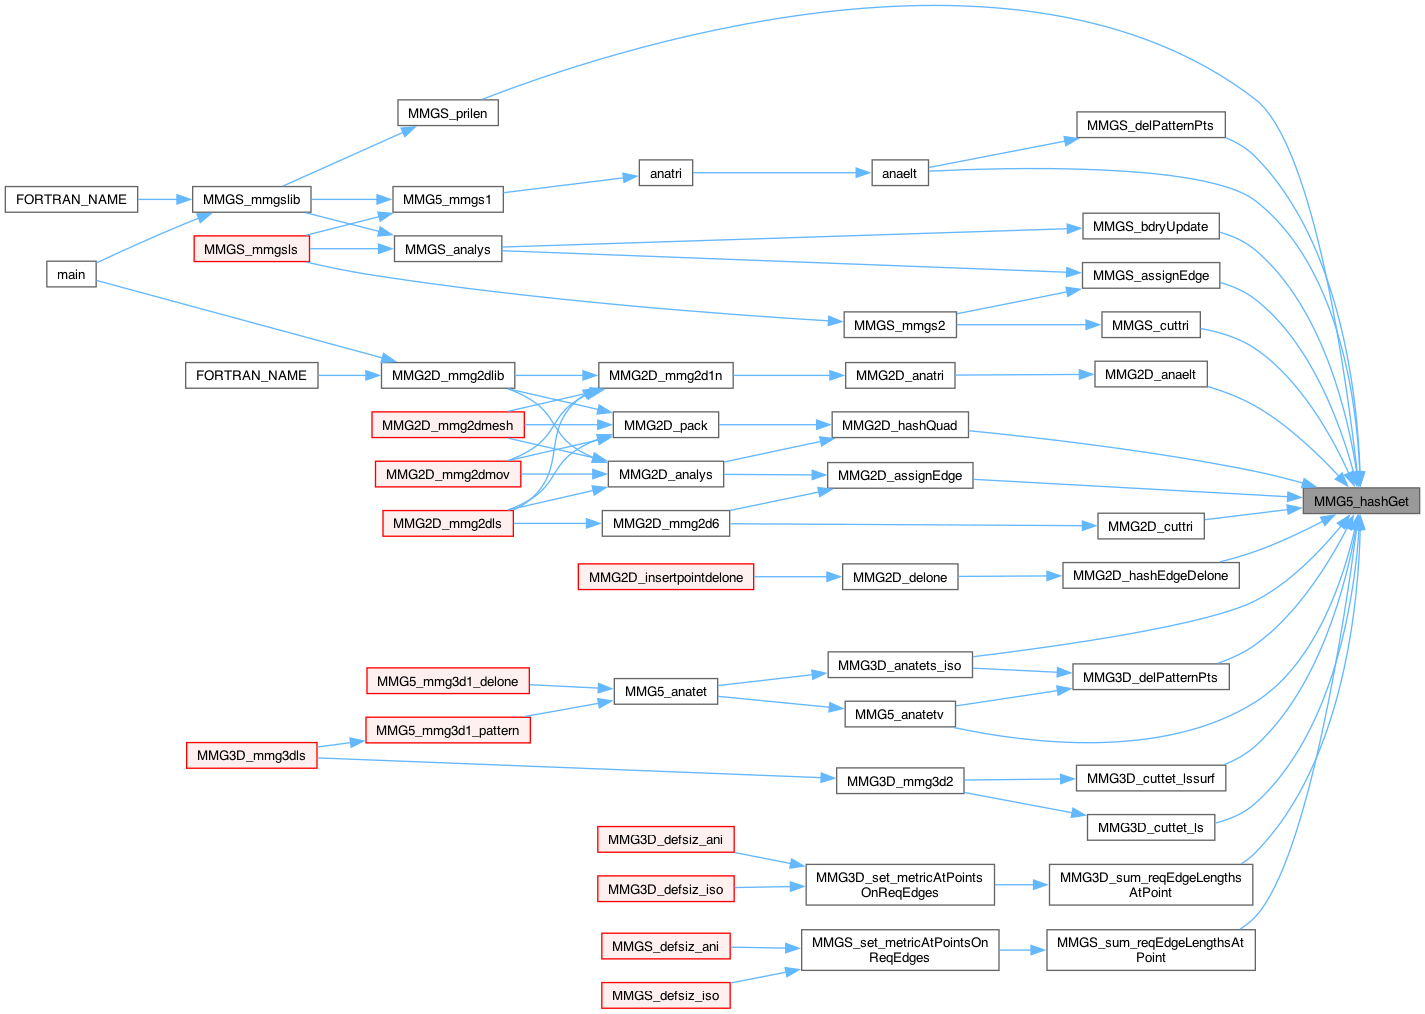 MMGS_prilen
MMGS_delPatternPts
anatri
anaelt
FORTRAN_NAME
MMGS_mmgslib
MMG5_mmgs1
MMGS_bdryUpdate
MMGS_mmgsls
MMGS_analys
main
MMGS_assignEdge
MMGS_mmgs2
MMGS_cuttri
FORTRAN_NAME
MMG2D_mmg2dlib
MMG2D_mmg2d1n
MMG2D_anatri
MMG2D_anaelt
MMG2D_mmg2dmesh
MMG2D_pack
MMG2D_hashQuad
MMG2D_mmg2dmov
MMG2D_analys
MMG2D_assignEdge
MMG5_hashGet
MMG2D_mmg2dls
MMG2D_mmg2d6
MMG2D_cuttri
MMG2D_insertpointdelone
MMG2D_delone
MMG2D_hashEdgeDelone
MMG3D_anatets_iso
MMG3D_delPatternPts
MMG5_mmg3d1_delone
MMG5_anatet
MMG5_anatetv
MMG5_mmg3d1_pattern
MMG3D_mmg3dls
MMG3D_mmg3d2
MMG3D_cuttet_lssurf
MMG3D_cuttet_ls
MMG3D_defsiz_ani
MMG3D_defsiz_iso
MMG3D_set_metricAtPoints
OnReqEdges
MMG3D_sum_reqEdgeLengths
AtPoint
MMGS_defsiz_ani
MMGS_set_metricAtPointsOn
ReqEdges
MMGS_sum_reqEdgeLengthsAt
Point
MMGS_defsiz_iso